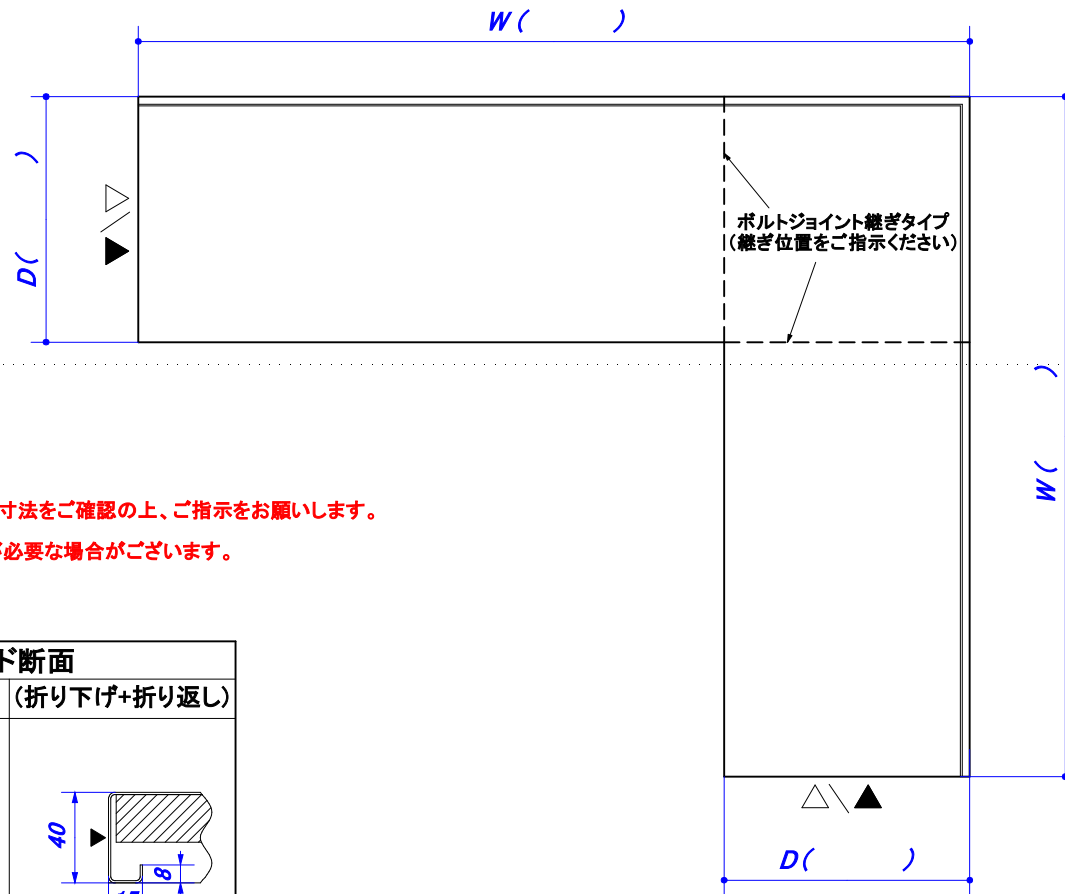 W( )
D( )
ボルトジョイント継ぎタイプ
(継ぎ位置をご指示ください)
W( )
寸法をご確認の上、ご指示をお願いします。
必要な場合がございます。
ド断面
(折り下げ+折り返し)
40
8
D( )